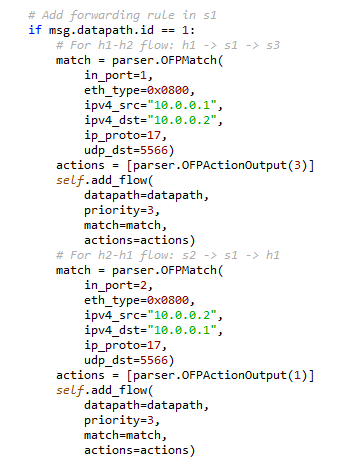 # Add forwarding rule in s1
if msg.datapath.id == 1:
# For h1-h2 flow: h1 -> s1 -> s3
match = parser.OFPMatch(
in_port=1,
eth_type=0x0800,
ipv4_src="10.0.0.1",
ipv4_dst="10.0.0.2",
ip_proto=17,
udp_dst=5566)
actions = [parser.OFPActionOutput(3)]
self.add_flow(
datapath=datapath,
priority=3,
match=match,
actions=actions)
# For h2-h1 flow: s2 -> s1 -> h1
match = parser.OFPMatch(
in_port=2,
eth_type=0x0800,
ipv4_src="10.0.0.2",
ipv4_dst="10.0.0.1",
ip_proto=17,
udp_dst=5566)
actions = [parser.OFPActionOutput(1)]
self.add_flow(
datapath=datapath,
priority=3,
match=match,
actions=actions)